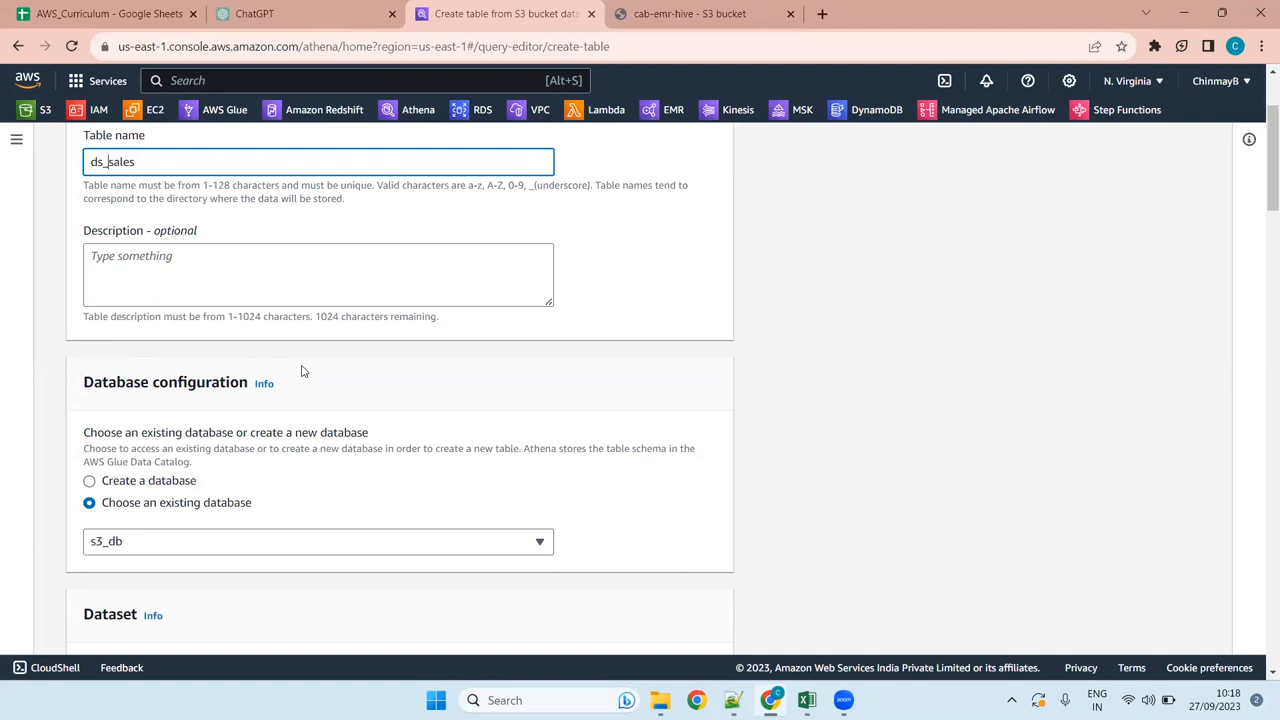 AWS_Curriculum - Google Sheets
ChatGPT
Create table from S3 bucket data
cab-emr-hive - S3 bucket
us-east-1.console.aws.amazon.com/athena/home?region=us-east-1#/query-editor/create-table
aws
Services
Search
[Alt+S]
N. Virginia
ChinmayB
S3
IAM
EC2
AWS Glue
Amazon Redshift
Athena
RDS
VPC
Lambda
EMR
Kinesis
MSK
DynamoDB
Managed Apache Airflow
Step Functions
Table name
ds_sales
Table name must be from 1-128 characters and must be unique. Valid characters are a-z, A-Z, 0-9, _(underscore). Table names tend to
correspond to the directory where the data will be stored.
Description - optional
Type something
Table description must be from 1-1024 characters. 1024 characters remaining.
Database configuration Info
Choose an existing database or create a new database
Choose to access an existing database or to create a new database in order to create a new table. Athena stores the table schema in the
AWS Glue Data Catalog.
Create a database
Choose an existing database
s3_db
Dataset Info
CloudShell
Feedback
© 2023, Amazon Web Services India Private Limited or its affiliates.
Privacy
Terms
Cookie preferences
Search
zoom
ENG
IN
10:18
27/09/2023
2